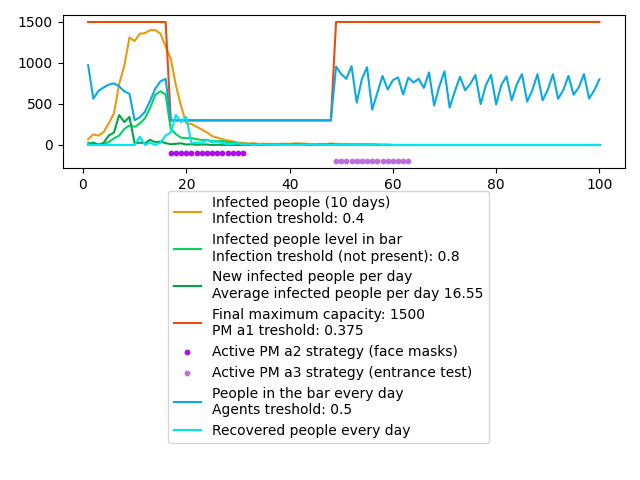 1500
1000
500
0
0
20
40
60
80
100
Infected people (10 days)
Infection treshold: 0.4
Infected people level in bar
Infection treshold (not present): 0.8
New infected people per day
Average infected people per day 16.55
Final maximum capacity: 1500
PM a1 treshold: 0.375
Active PM a2 strategy (face masks)
Active PM a3 strategy (entrance test)
People in the bar every day
Agents treshold: 0.5
Recovered people every day